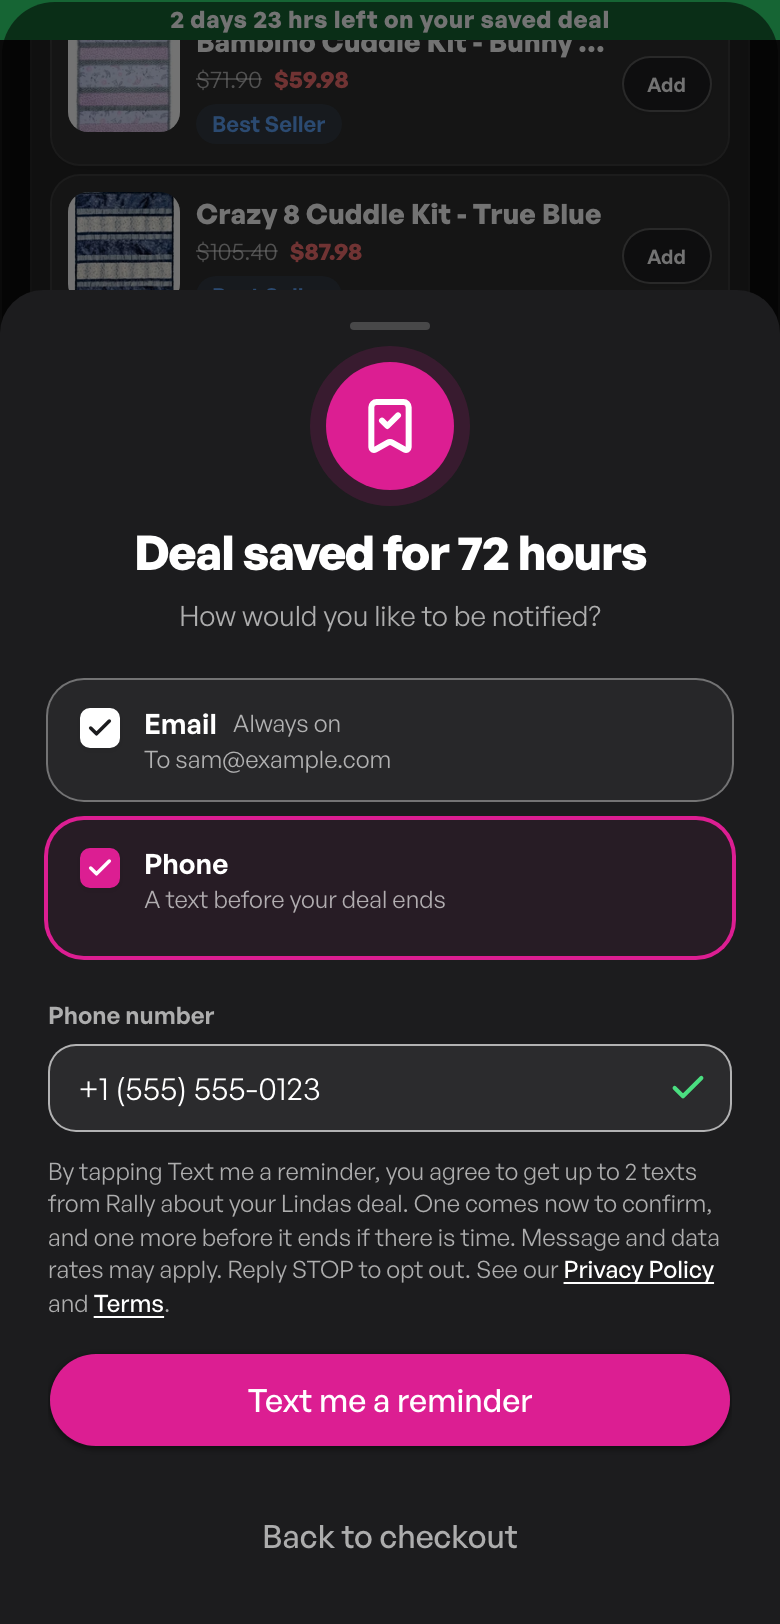 2 days 23 hrs left on your saved deal
Bambino Cuddle Kit - Bunny ...
$71.90 $59.98
Add
Best Seller
Crazy 8 Cuddle Kit - True Blue
$105.40 $87.98
Add
Best Seller
Deal saved for 72 hours
How would you like to be notified?
Email Always on
To sam@example.com
Phone
A text before your deal ends
Phone number
+1 (555) 555-0123
By tapping Text me a reminder, you agree to get up to 2 texts
from Rally about your Lindas deal. One comes now to confirm,
and one more before it ends if there is time. Message and data
rates may apply. Reply STOP to opt out. See our Privacy Policy
and Terms.
Text me a reminder
Back to checkout